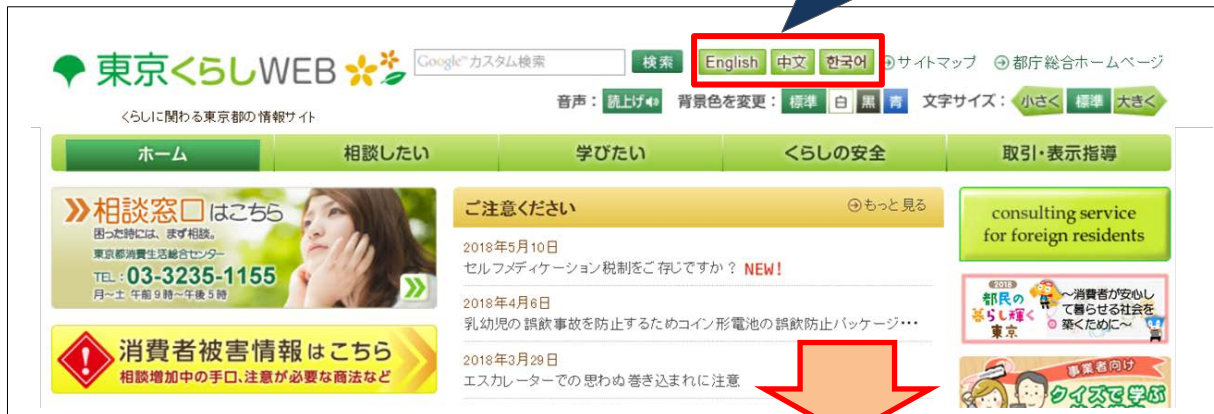 東京くらしWEB
Google™カスタム検索 検索 English 中文 한국어 サイトマップ 都庁総合ホームページ
くらしに関わる東京都の情報サイト
音声： 読上げ 背景色を変更： 標準 白 黒 青 文字サイズ： 小さく 標準 大きく
ホーム 相談したい 学びたい くらしの安全 取引・表示指導
相談窓口はこちら
困った時には、まず相談。
東京都消費生活総合センター
TEL：03-3235-1155
月～土 午前9時～午後5時
消費者被害情報はこちら
相談増加中の手口、注意が必要な商法など
ご注意ください もっと見る
2018年5月10日
セルフメディケーション税制をご存じですか？ NEW!
2018年4月6日
乳幼児の誤飲事故を防止するためコイン形電池の誤飲防止パッケージ・・・
2018年3月29日
エスカレーターでの思わぬ巻き込まれに注意
consulting service
for foreign residents
2018
都民の
暮らし輝く
東京
～消費者が安心し
て暮らせる社会を
築くために～
事業者向け
クイズで学ぶ